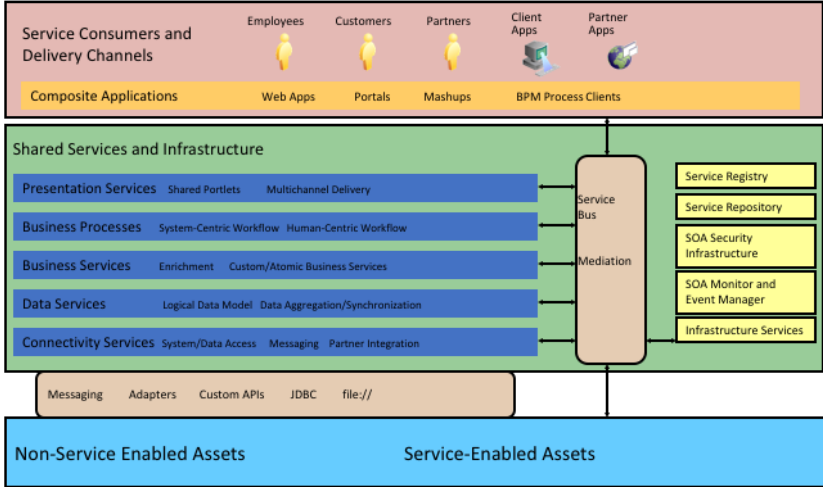 Service Consumers and
Delivery Channels
Employees
Customers
Partners
Client
Apps
Partner
Apps
Composite Applications
Web Apps
Portals
Mashups
BPM Process Clients
Shared Services and Infrastructure
Presentation Services Shared Portlets Multichannel Delivery
Business Processes System-Centric Workflow Human-Centric Workflow
Business Services Enrichment Custom/Atomic Business Services
Data Services Logical Data Model Data Aggregation/Synchronization
Connectivity Services System/Data Access Messaging Partner Integration
Service
Bus
Mediation
Service Registry
Service Repository
SOA Security
Infrastructure
SOA Monitor and
Event Manager
Infrastructure Services
Messaging Adapters Custom APIs JDBC file://
Non-Service Enabled Assets
Service-Enabled Assets